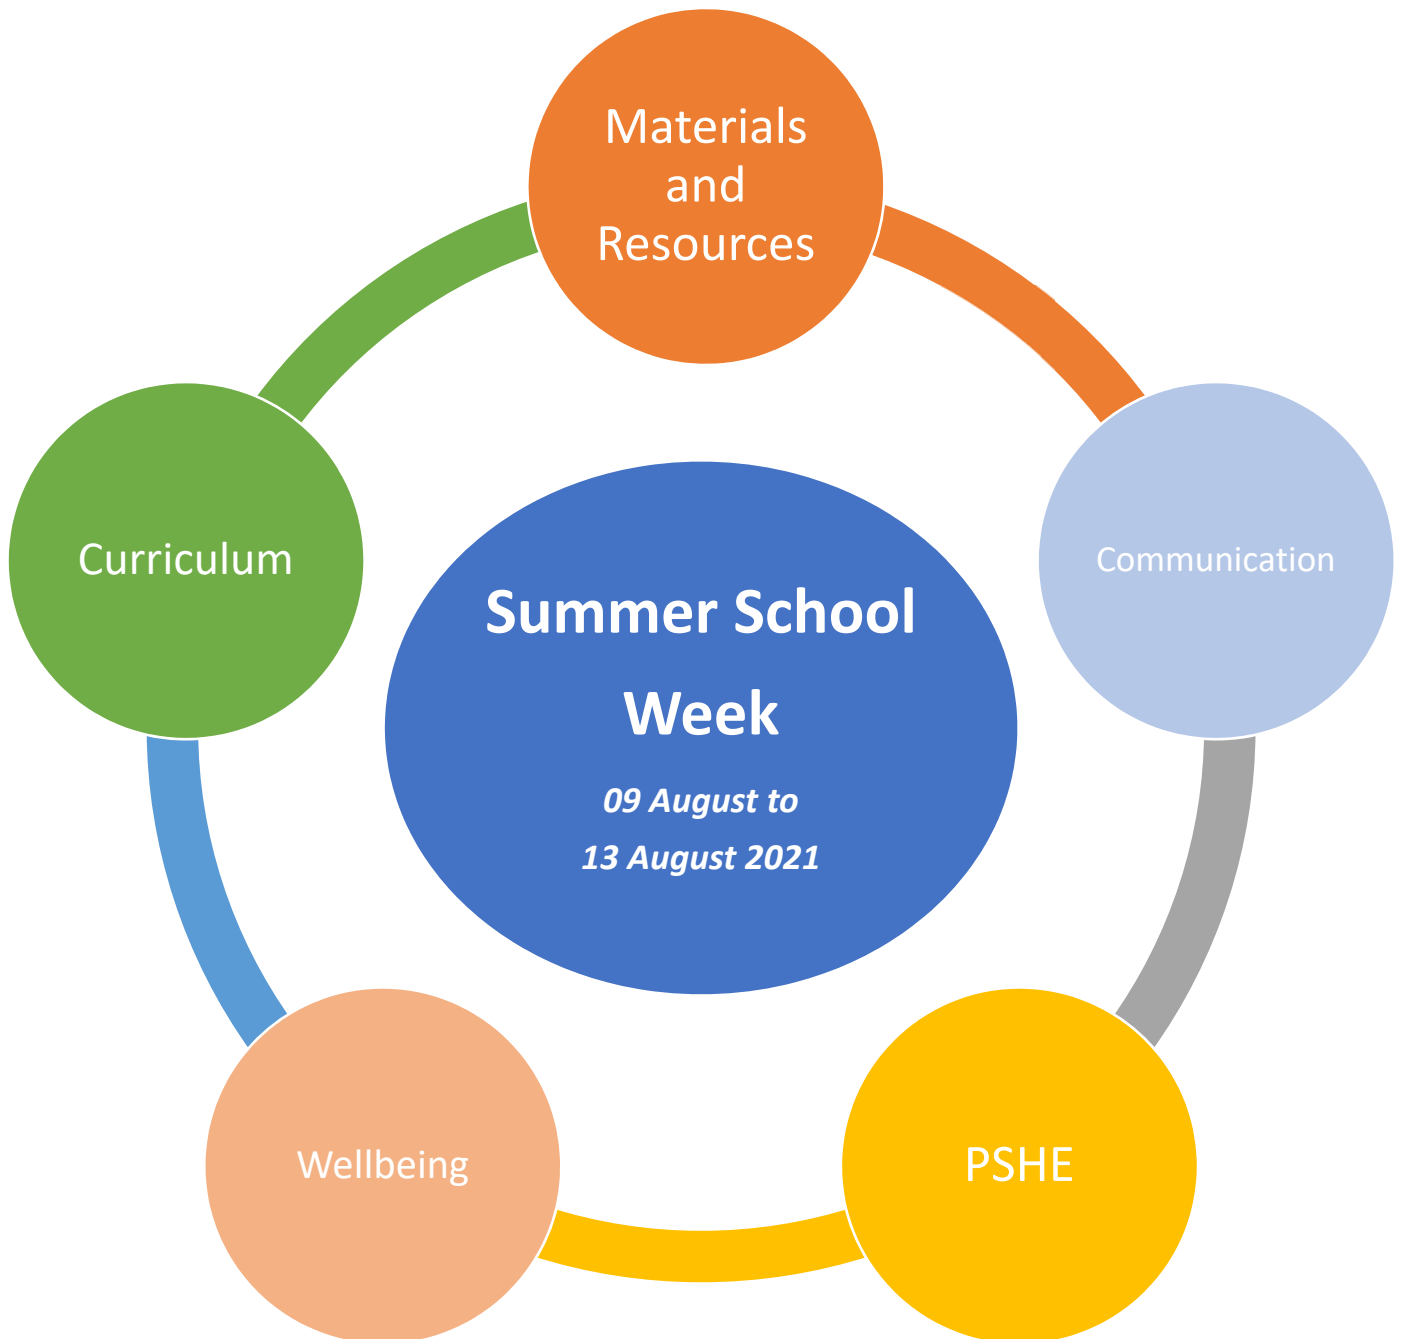 Materials
and
Resources
Curriculum
Communication
Summer School
Week
09 August to
13 August 2021
Wellbeing
PSHE